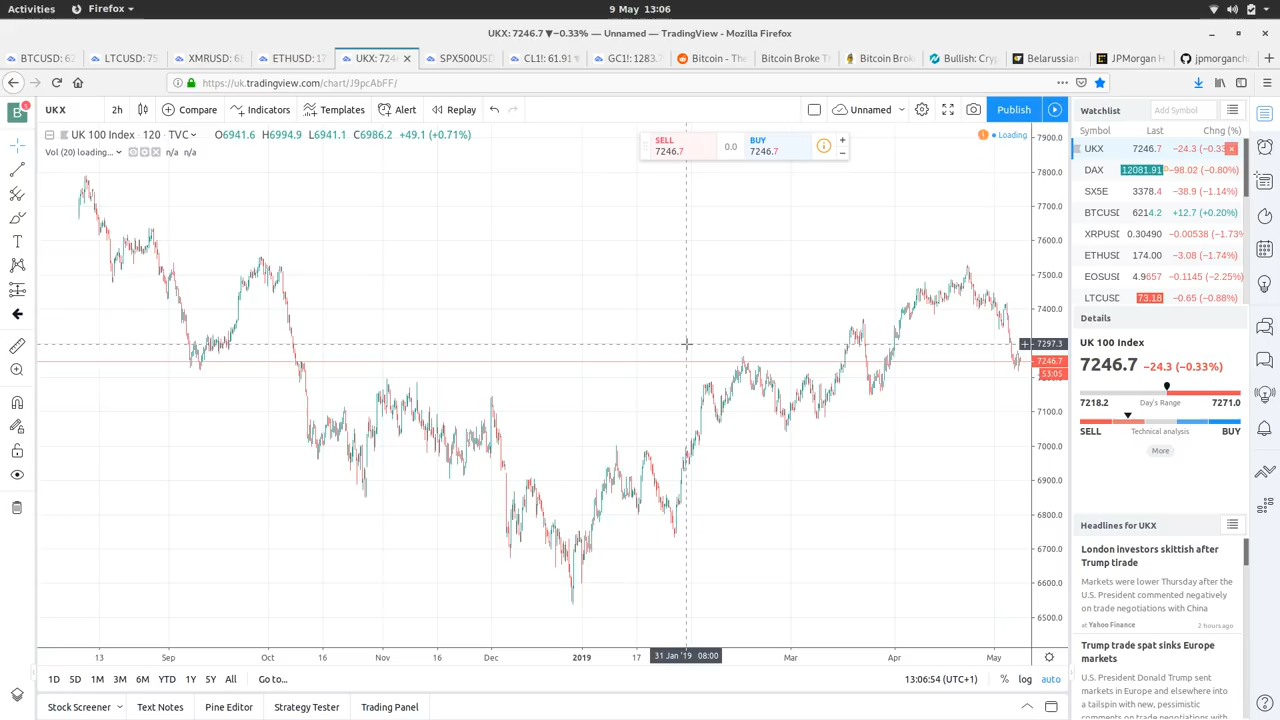 Activities
Firefox
9 May 13:06
UKX: 7246.7 ▼−0.33% — Unnamed — TradingView - Mozilla Firefox
BTCUSD: 62
LTCUSD: 75
XMRUSD: 6
ETHUSD: 17
UKX: 724
SPX500USD
CL1!: 61.91
GC1!: 1283.
Reddit - The
Bitcoin Broke T
Bitcoin Broke
Bullish: Cryp
Belarussian
JPMorgan H
jpmorganch
https://uk.tradingview.com/chart/J9pcAbFF/
B
UKX
2h
Compare
Indicators
Templates
Alert
Replay
Unnamed
Publish
UK 100 Index · 120 · TVC
O6941.6 H6994.9 L6941.1 C6986.2 +49.1 (+0.71%)
Vol (20) loading...
n/a n/a
SELL
7246.7
0.0
BUY
7246.7
Loading
7900.0
7800.0
7700.0
7600.0
7500.0
7400.0
7297.3
7246.7
53:05
7100.0
7000.0
6900.0
6800.0
6700.0
6600.0
6500.0
13
Sep
Oct
16
Nov
16
Dec
2019
17
31 Jan '19 08:00
Mar
Apr
May
1D 5D 1M 3M 6M YTD 1Y 5Y All
Go to...
13:06:54 (UTC+1)
%
log
auto
Stock Screener
Text Notes
Pine Editor
Strategy Tester
Trading Panel
Watchlist
Add Symbol
Symbol Last Chng (%)
UKX 7246.7 −24.3 (−0.33
DAX 12081.91 −98.02 (−0.80%)
SX5E 3378.4 −38.9 (−1.14%)
BTCUSD 6214.2 +12.7 (+0.20%)
XRPUSD 0.30490 −0.00538 (−1.73%
ETHUSD 174.00 −3.08 (−1.74%)
EOSUSD 4.9657 −0.1145 (−2.25%)
LTCUSD 73.18 −0.65 (−0.88%)
Details
UK 100 Index
7246.7 −24.3 (−0.33%)
7218.2 Day's Range 7271.0
SELL Technical analysis BUY
More
Headlines for UKX
London investors skittish after
Trump tirade
Markets were lower Thursday after the
U.S. President commented negatively
on trade negotiations with China
at Yahoo Finance 2 hours ago
Trump trade spat sinks Europe
markets
U.S. President Donald Trump sent
markets in Europe and elsewhere into
a tailspin with new, pessimistic
comments on trade negotiations with